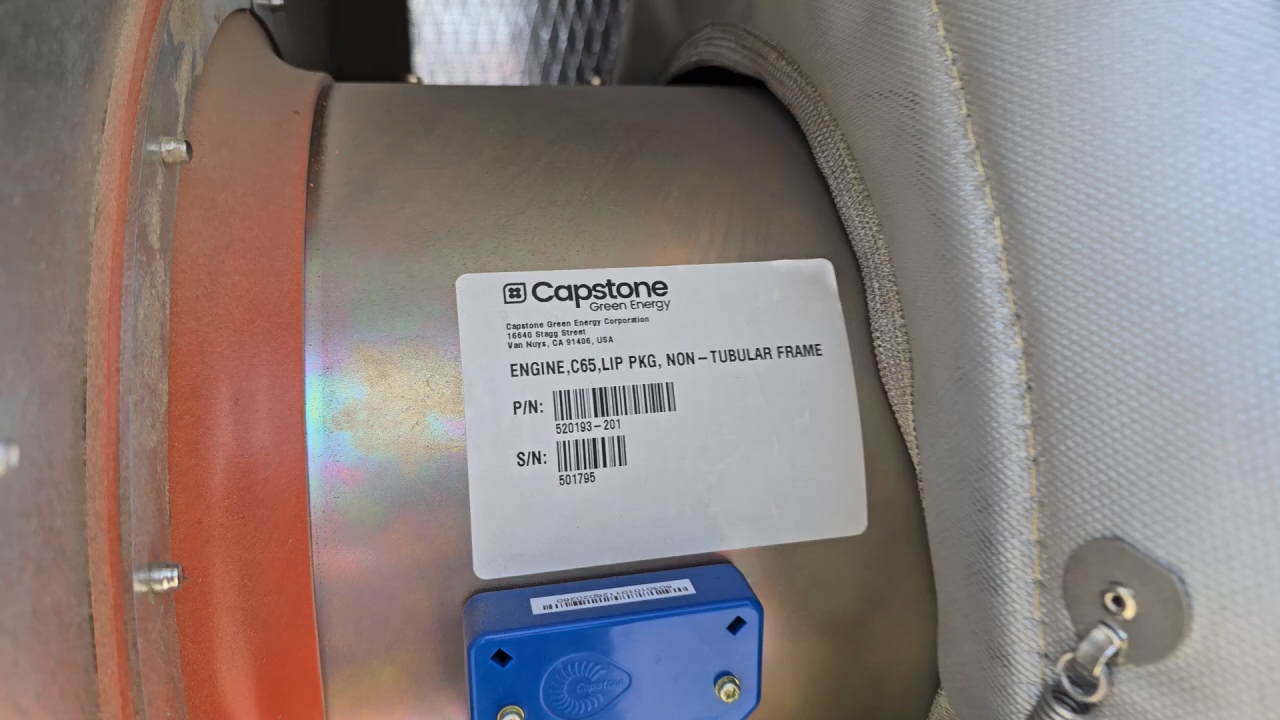 Capstone
Green Energy
Capstone Green Energy Corporation
16640 Stagg Street
Van Nuys, CA 91406, USA
ENGINE,C65,LIP PKG, NON-TUBULAR FRAME
P/N:
520193-201
S/N:
501795
Capstone